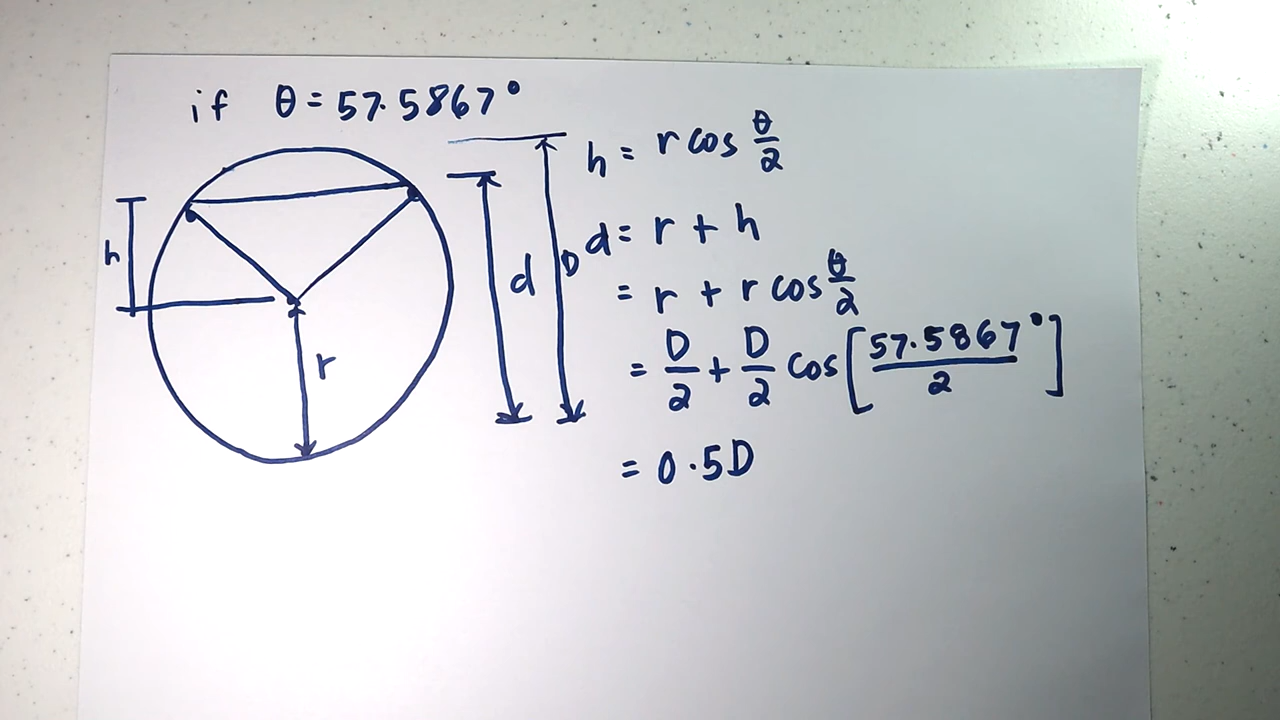 if θ = 57.5867°
h = r cos θ/2
h
d
D
r
d = r + h
= r + r cos θ/2
= D/2 + D/2 cos [57.5867°/2]
= 0.5D